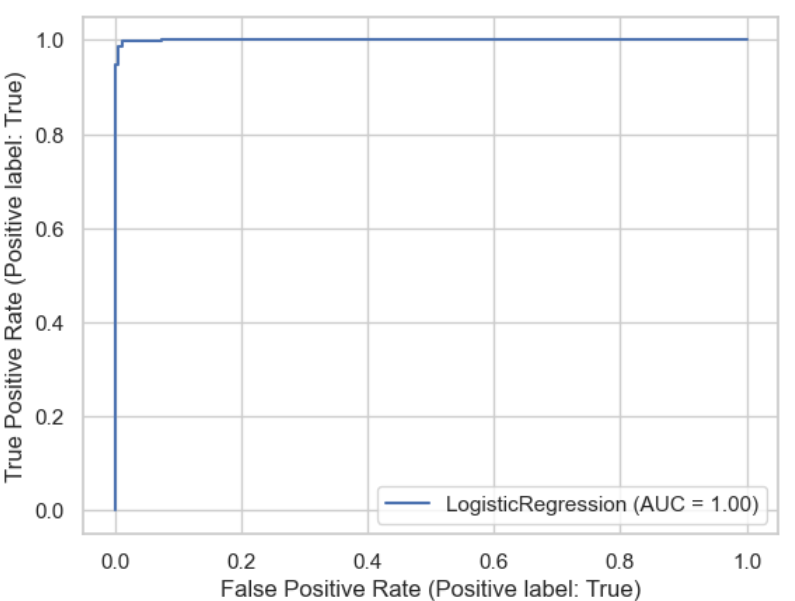 True Positive Rate (Positive label: True)
1.0
0.8
0.6
0.4
0.2
0.0
LogisticRegression (AUC = 1.00)
0.0 0.2 0.4 0.6 0.8 1.0
False Positive Rate (Positive label: True)